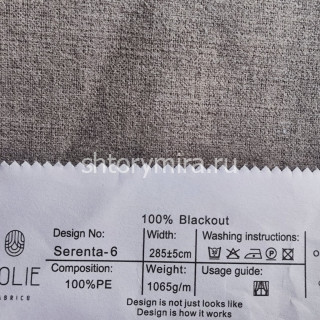 shtorymira.ru
100% Blackout
Design No: Width: Washing instructions:
Serenta-6 285±5cm
Composition: Weight: Usage guide:
100%PE 1065g/m
OLIE
Design is not just looks like
Design is how it works